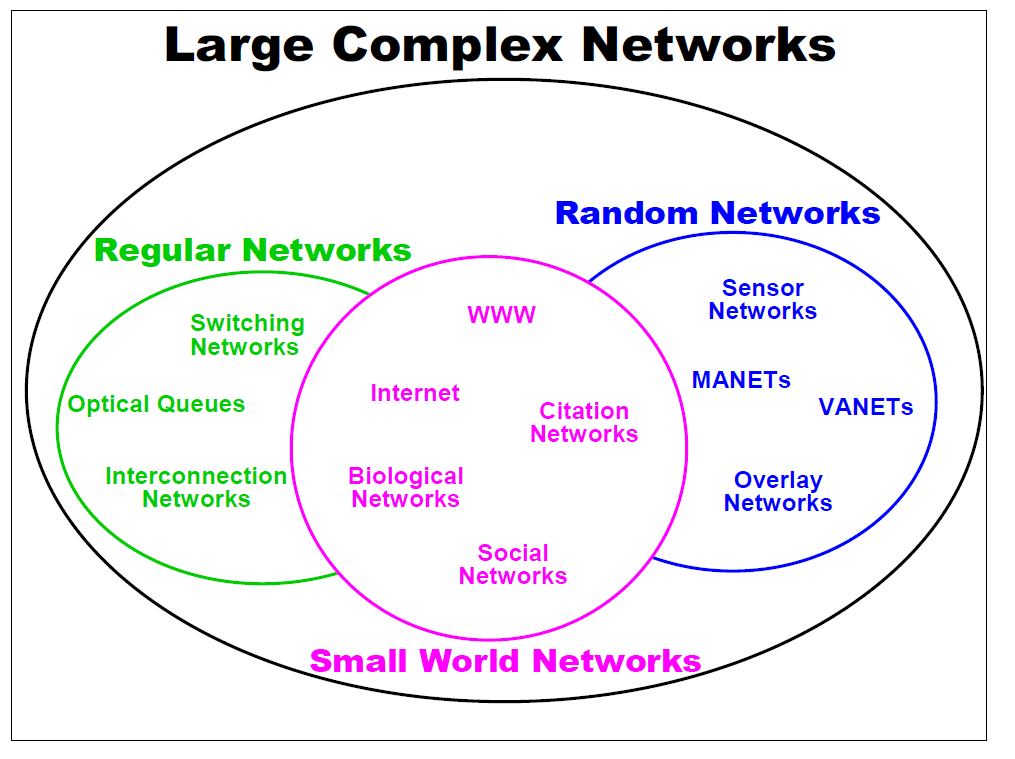 Large Complex Networks
Random Networks
Regular Networks
Switching
Networks
Optical Queues
Interconnection
Networks
WWW
Internet
Citation
Networks
Biological
Networks
Social
Networks
Sensor
Networks
MANETs
VANETs
Overlay
Networks
Small World Networks